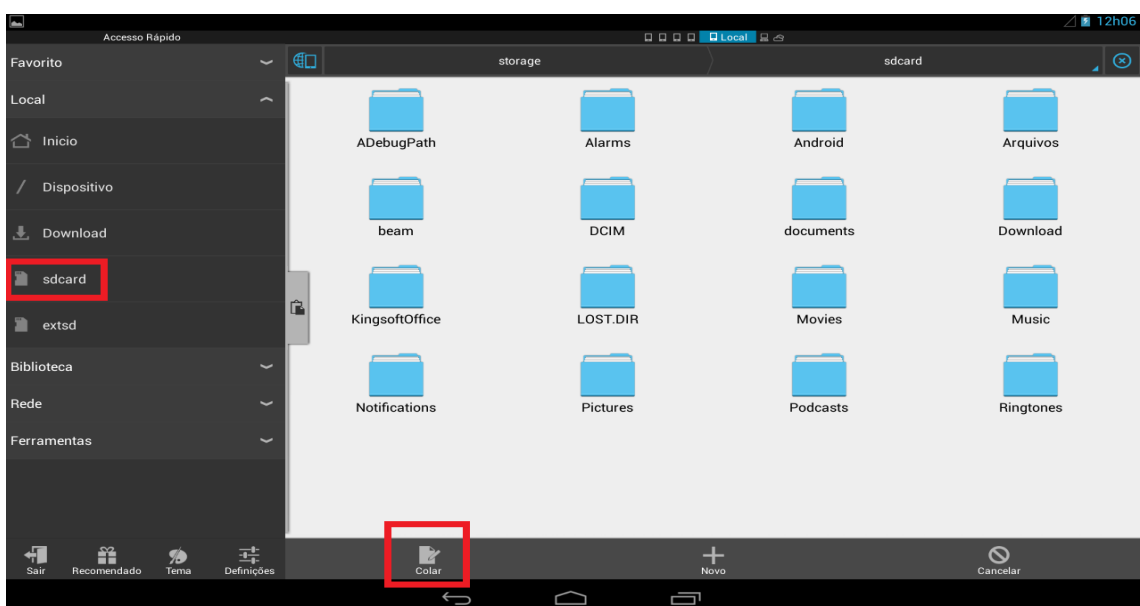 12h06
Accesso Rápido
Local
Favorito
storage
sdcard
Local
Inicio
Dispositivo
Download
sdcard
extsd
Biblioteca
Rede
Ferramentas
ADebugPath
Alarms
Android
Arquivos
beam
DCIM
documents
Download
KingsoftOffice
LOST.DIR
Movies
Music
Notifications
Pictures
Podcasts
Ringtones
Sair
Recomendado
Tema
Definições
Colar
Novo
Cancelar